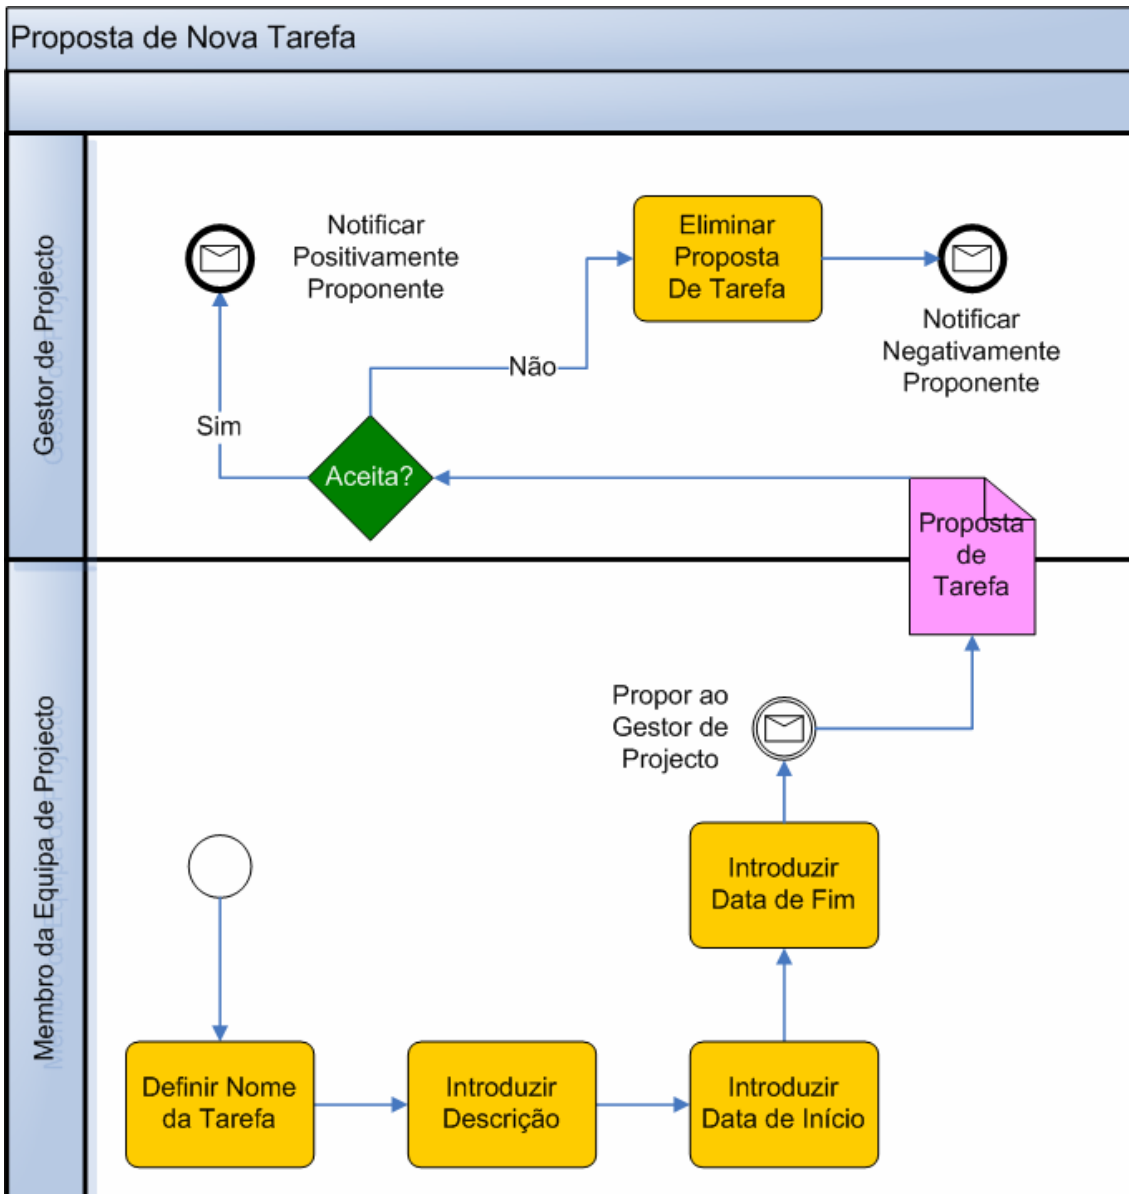 Proposta de Nova Tarefa
Gestor de Projecto
Notificar
Positivamente
Proponente
Eliminar
Proposta
De Tarefa
Notificar
Negativamente
Proponente
Não
Sim
Aceita?
Proposta
de
Tarefa
Membro da Equipa de Projecto
Propor ao
Gestor de
Projecto
Introduzir
Data de Fim
Definir Nome
da Tarefa
Introduzir
Descrição
Introduzir
Data de Início